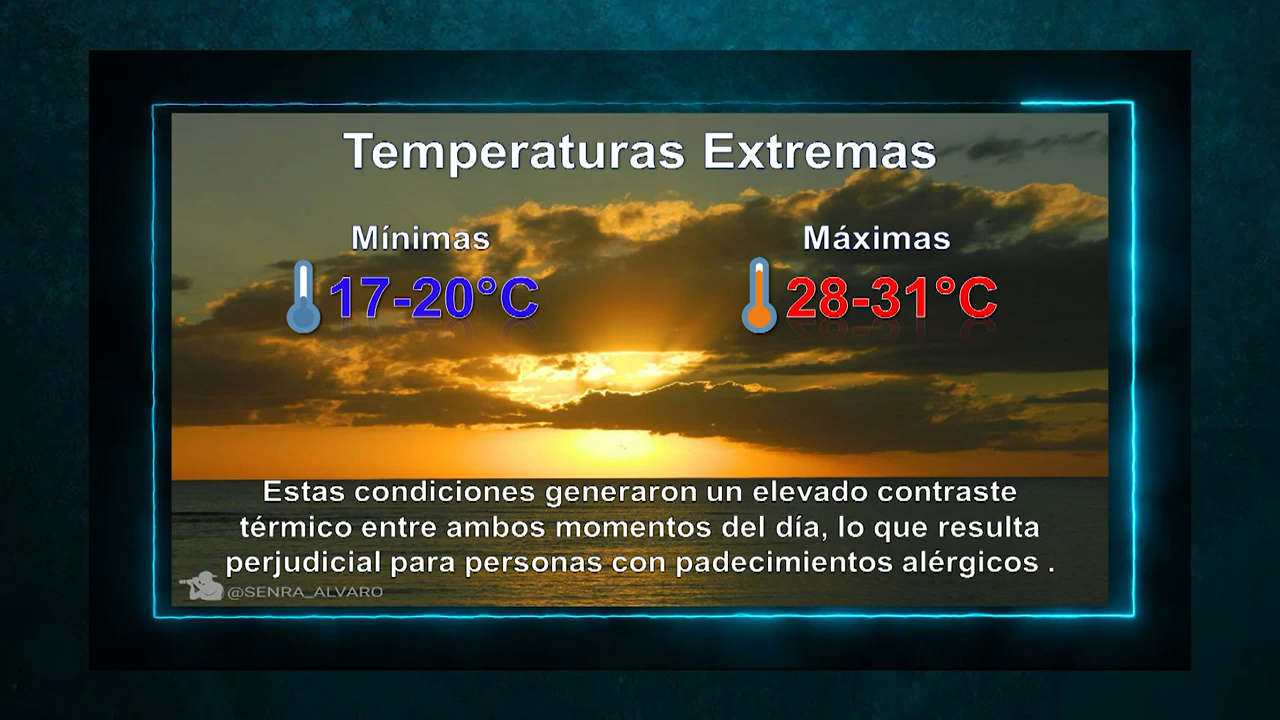 Temperaturas Extremas
Mínimas
Máximas
17-20°C
28-31°C
Estas condiciones generaron un elevado contraste
térmico entre ambos momentos del día, lo que resulta
perjudicial para personas con padecimientos alérgicos .
@SENRA_ALVARO